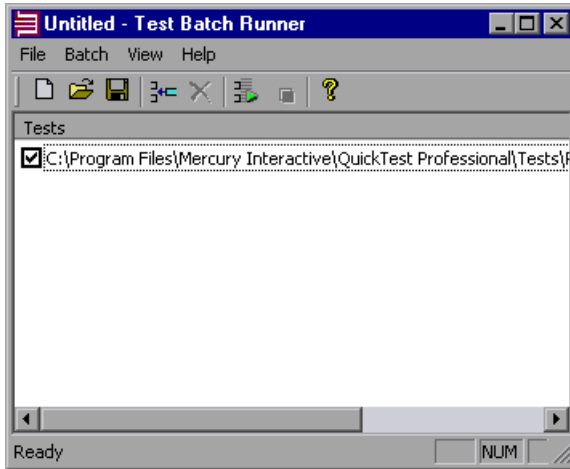 Untitled - Test Batch Runner
File Batch View Help
Tests
C:\Program Files\Mercury Interactive\QuickTest Professional\Tests\
Ready NUM